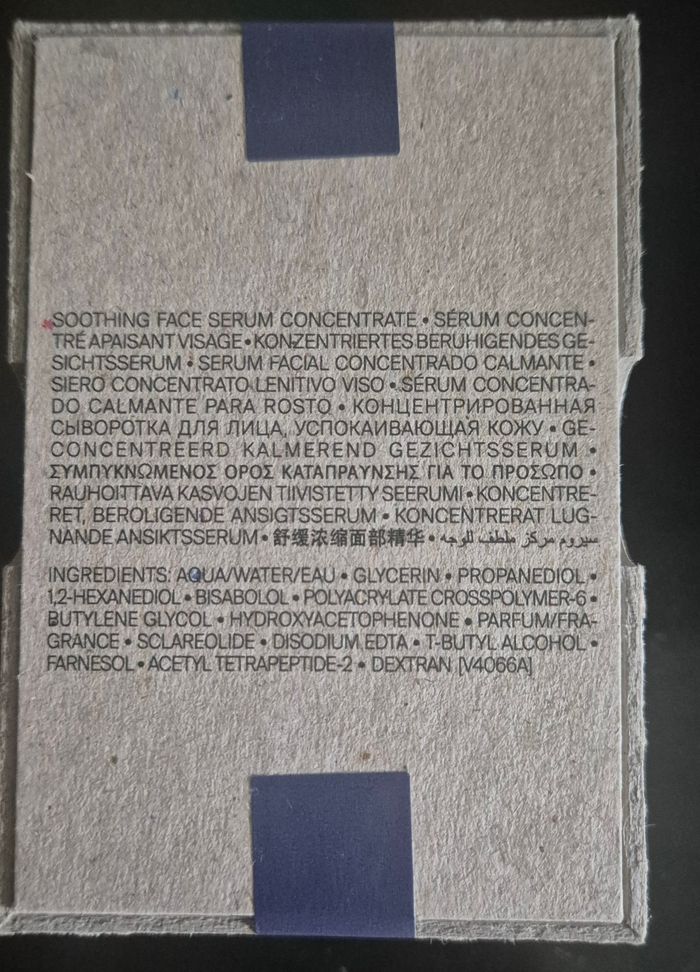 SOOTHING FACE SERUM CONCENTRATE • SÉRUM CONCEN-
TRÉ APAISANT VISAGE • KONZENTRIERTES BERUHIGENDES GE-
SICHTSSERUM • SERUM FACIAL CONCENTRADO CALMANTE •
SIERO CONCENTRATO LENITIVO VISO • SÉRUM CONCENTRA-
DO CALMANTE PARA ROSTO • КОНЦЕНТРИРОВАННАЯ
СЫВОРОТКА ДЛЯ ЛИЦА, УСПОКАИВАЮЩАЯ КОЖУ • GE-
CONCENTREERD KALMEREND GEZICHTSSERUM •
ΣΥΜΠΥΚΝΩΜΕΝΟΣ ΟΡΟΣ ΚΑΤΑΠΡΑΥΝΣΗΣ ΓΙΑ ΤΟ ΠΡΟΣΩΠΟ •
RAUHOITTAVA KASVOJEN TIIVISTETTY SEERUMI • KONCENTRE-
RET, BEROLIGENDE ANSIGTSSERUM • KONCENTRERAT LUG-
NANDE ANSIKTSSERUM • 舒缓浓缩面部精华 • سيروم مركز ملطف للوجه
INGREDIENTS: AQUA/WATER/EAU • GLYCERIN • PROPANEDIOL •
1,2-HEXANEDIOL • BISABOLOL • POLYACRYLATE CROSSPOLYMER-6 •
BUTYLENE GLYCOL • HYDROXYACETOPHENONE • PARFUM/FRA-
GRANCE • SCLAREOLIDE • DISODIUM EDTA • T-BUTYL ALCOHOL •
FARNESOL • ACETYL TETRAPEPTIDE-2 • DEXTRAN [V4066A]